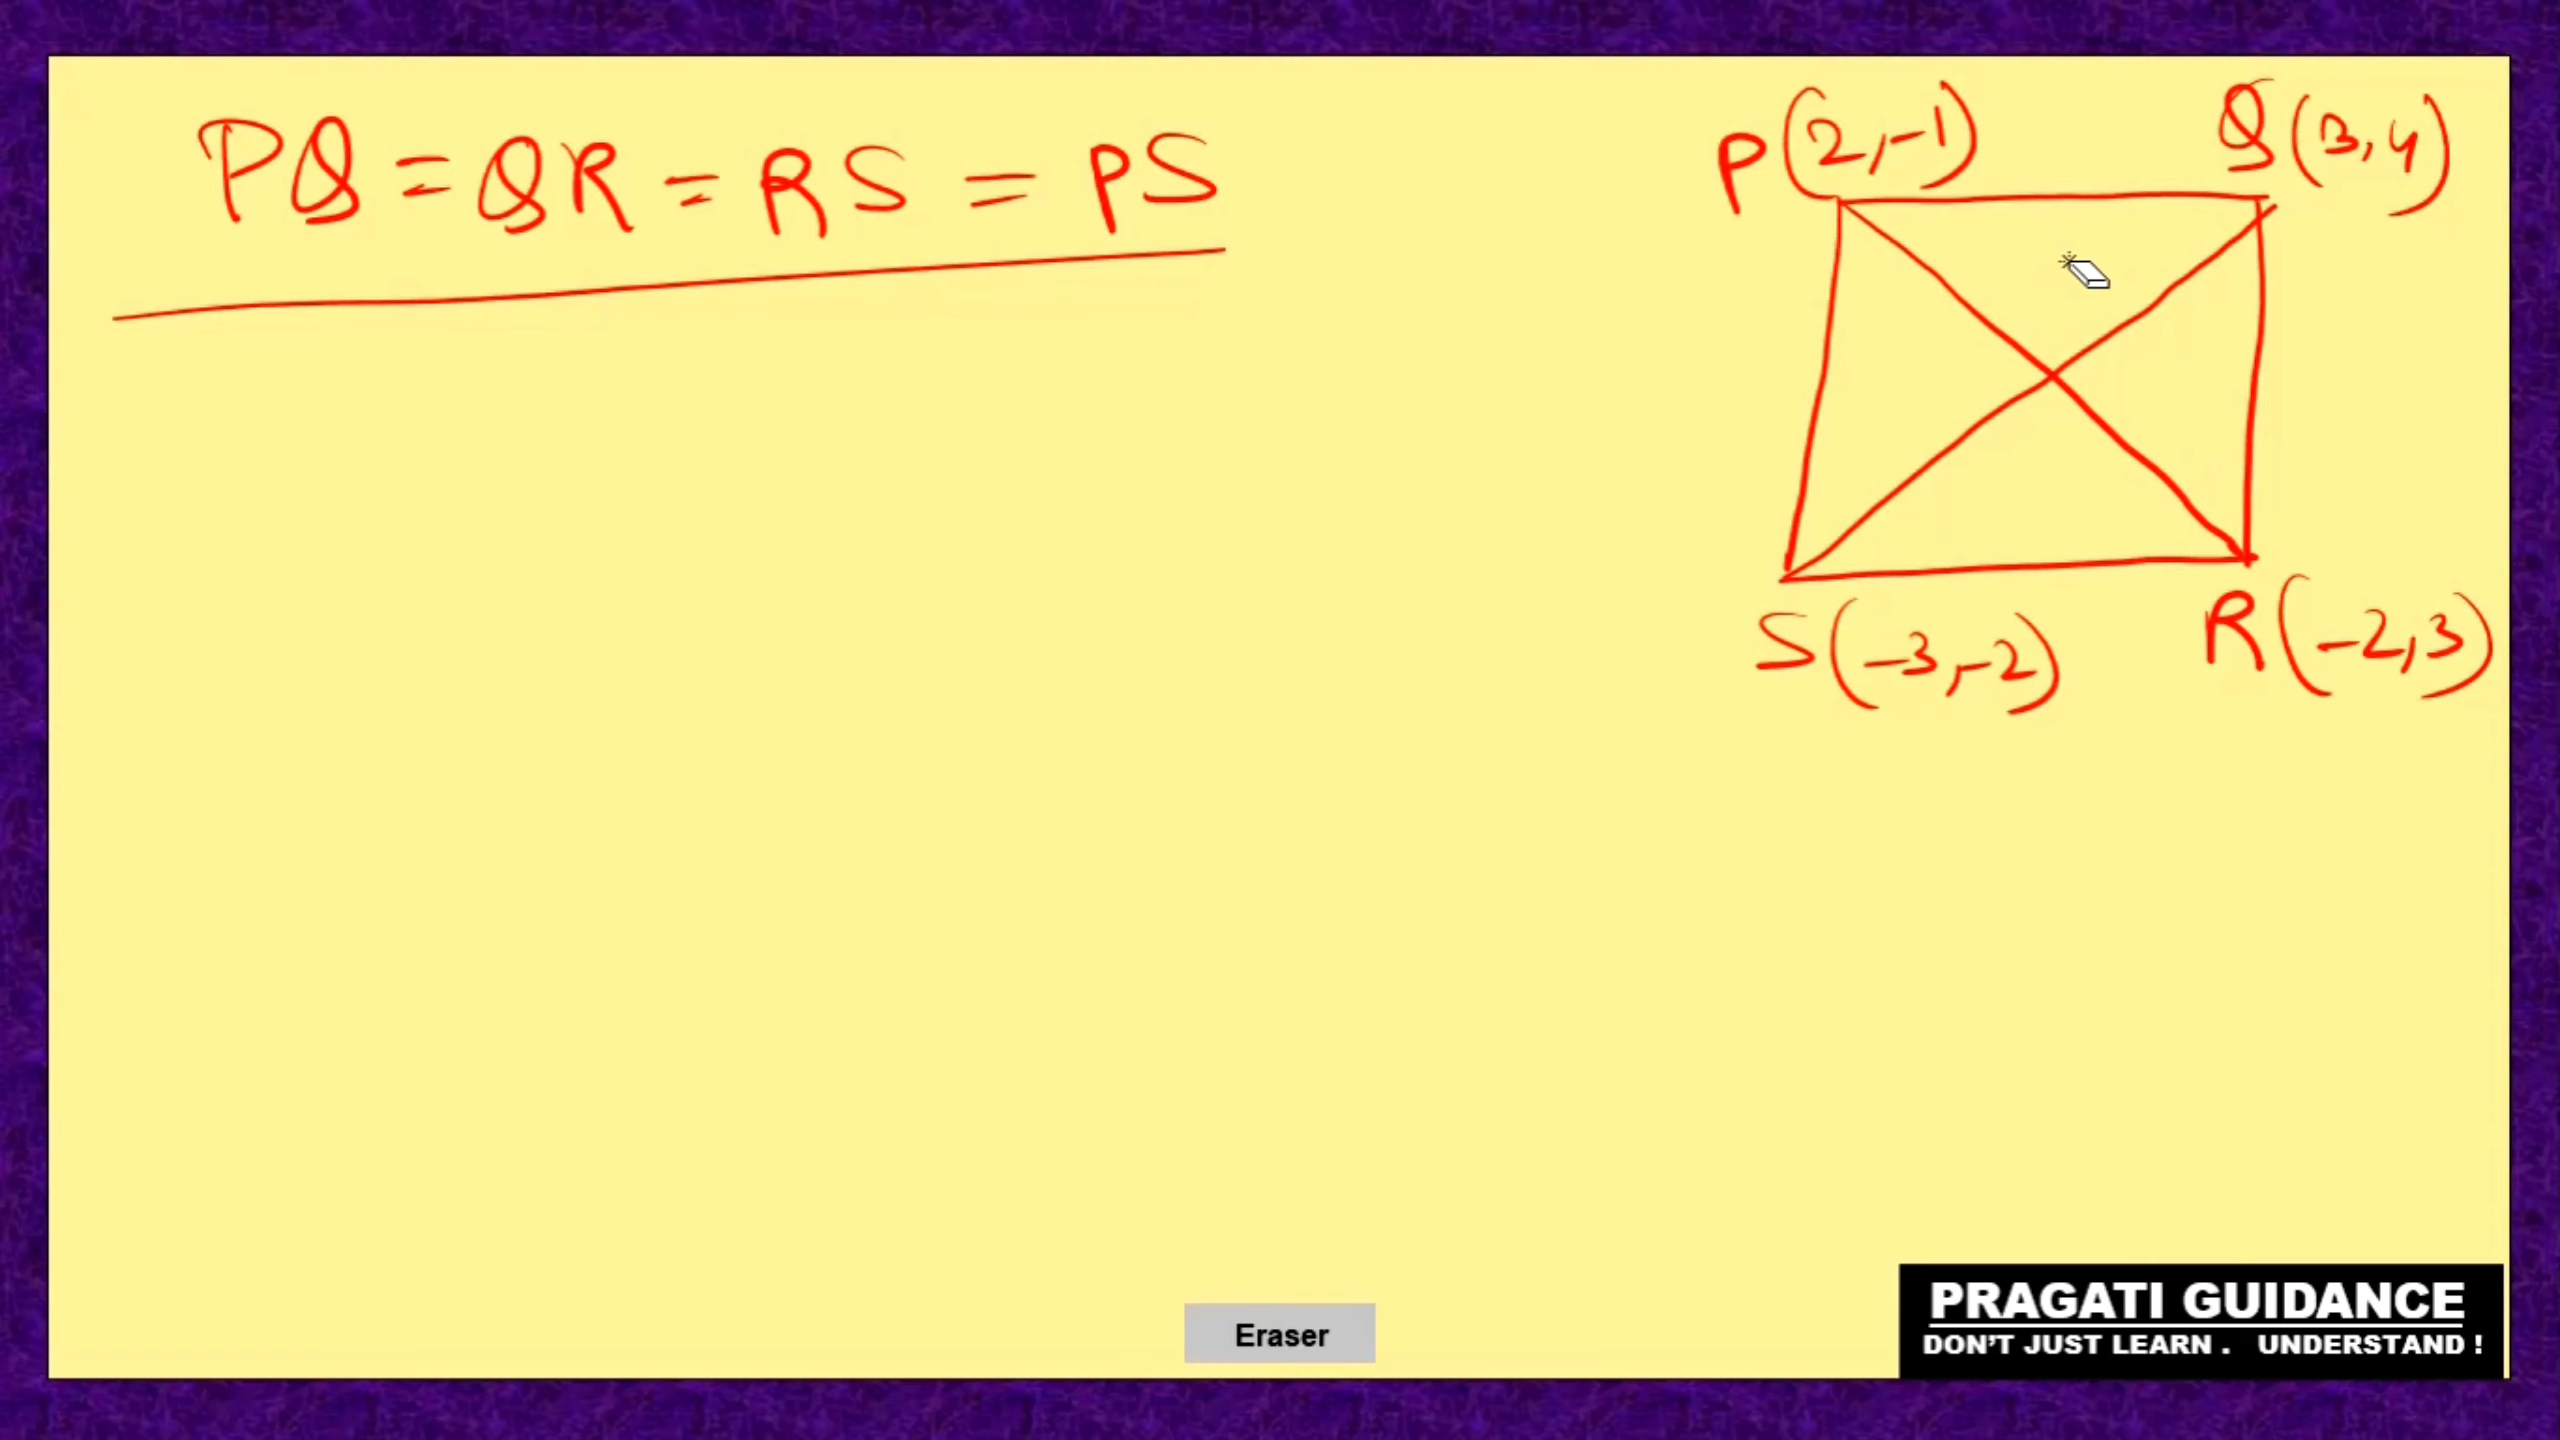 PQ = QR = RS = PS
P(2,-1)
Q(3,4)
S(-3,-2)
R(-2,3)
Eraser
PRAGATI GUIDANCE
DON'T JUST LEARN . UNDERSTAND !